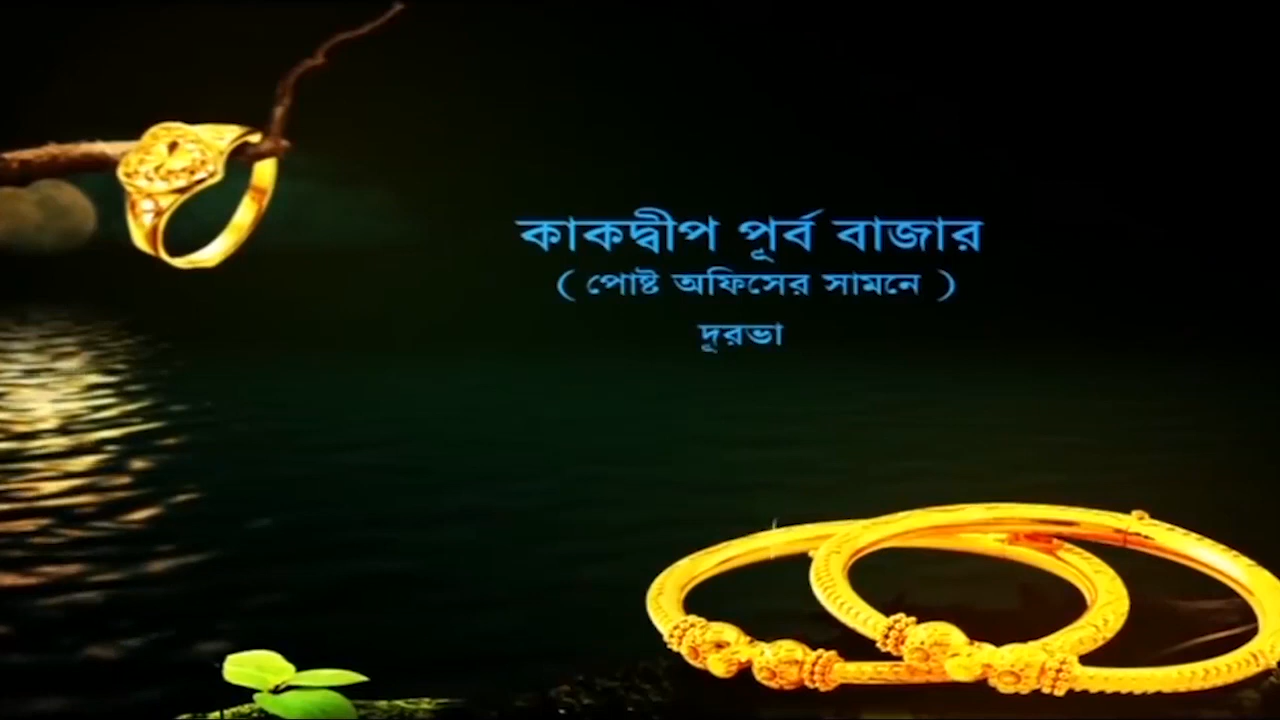 কাকদ্বীপ পূর্ব বাজার
( পোষ্ট অফিসের সামনে )
দূরভা